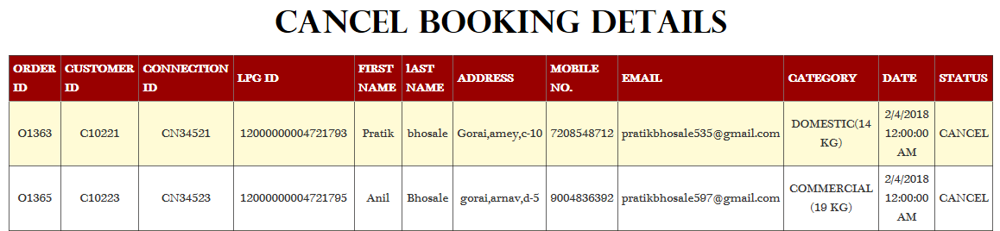 CANCEL BOOKING DETAILS
ORDER ID CUSTOMER ID CONNECTION ID LPG ID FIRST NAME lAST NAME ADDRESS MOBILE NO. EMAIL CATEGORY DATE STATUS
O1363 C10221 CN34521 12000000004721793 Pratik bhosale Gorai,amey,c-10 7208548712 pratikbhosale535@gmail.com DOMESTIC(14 KG) 2/4/2018 12:00:00 AM CANCEL
O1365 C10223 CN34523 12000000004721795 Anil Bhosale gorai,arnav,d-5 9004836392 pratikbhosale597@gmail.com COMMERCIAL (19 KG) 2/4/2018 12:00:00 AM CANCEL